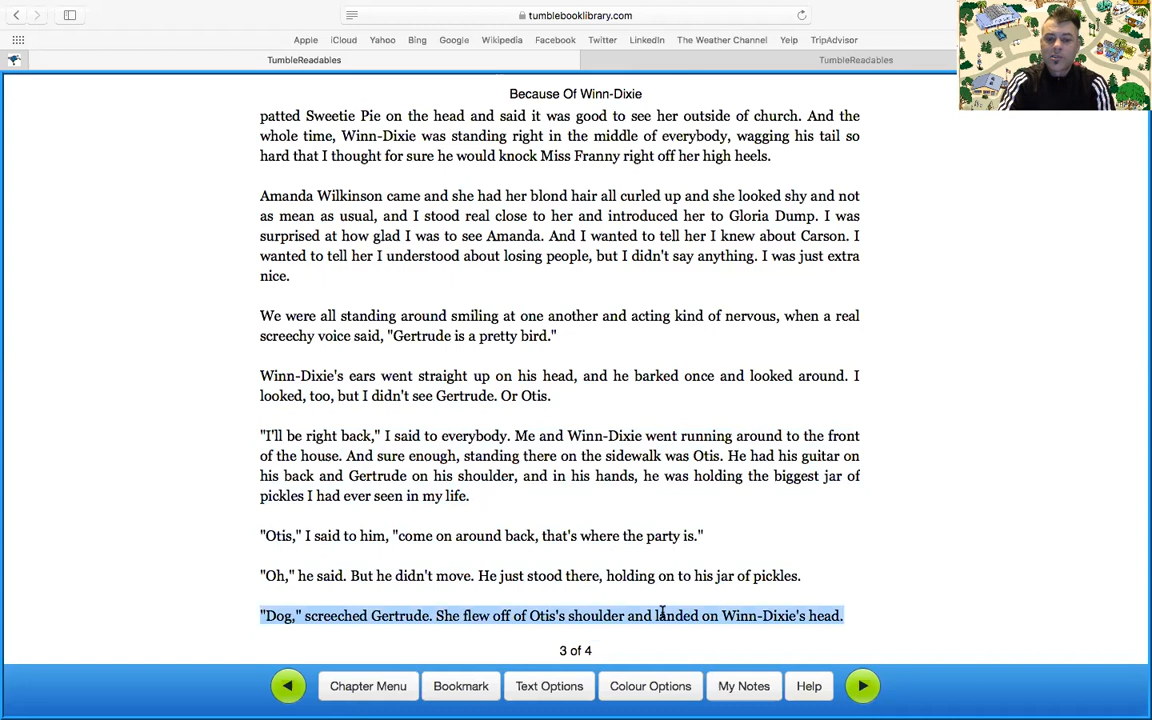 tumblebooklibrary.com
Apple iCloud Yahoo Bing Google Wikipedia Facebook Twitter LinkedIn The Weather Channel Yelp TripAdvisor
TumbleReadables TumbleReadables
Because Of Winn-Dixie
patted Sweetie Pie on the head and said it was good to see her outside of church. And the
whole time, Winn-Dixie was standing right in the middle of everybody, wagging his tail so
hard that I thought for sure he would knock Miss Franny right off her high heels.
Amanda Wilkinson came and she had her blond hair all curled up and she looked shy and not
as mean as usual, and I stood real close to her and introduced her to Gloria Dump. I was
surprised at how glad I was to see Amanda. And I wanted to tell her I knew about Carson. I
wanted to tell her I understood about losing people, but I didn't say anything. I was just extra
nice.
We were all standing around smiling at one another and acting kind of nervous, when a real
screechy voice said, "Gertrude is a pretty bird."
Winn-Dixie's ears went straight up on his head, and he barked once and looked around. I
looked, too, but I didn't see Gertrude. Or Otis.
"I'll be right back," I said to everybody. Me and Winn-Dixie went running around to the front
of the house. And sure enough, standing there on the sidewalk was Otis. He had his guitar on
his back and Gertrude on his shoulder, and in his hands, he was holding the biggest jar of
pickles I had ever seen in my life.
"Otis," I said to him, "come on around back, that's where the party is."
"Oh," he said. But he didn't move. He just stood there, holding on to his jar of pickles.
"Dog," screeched Gertrude. She flew off of Otis's shoulder and landed on Winn-Dixie's head.
3 of 4
Chapter Menu Bookmark Text Options Colour Options My Notes Help